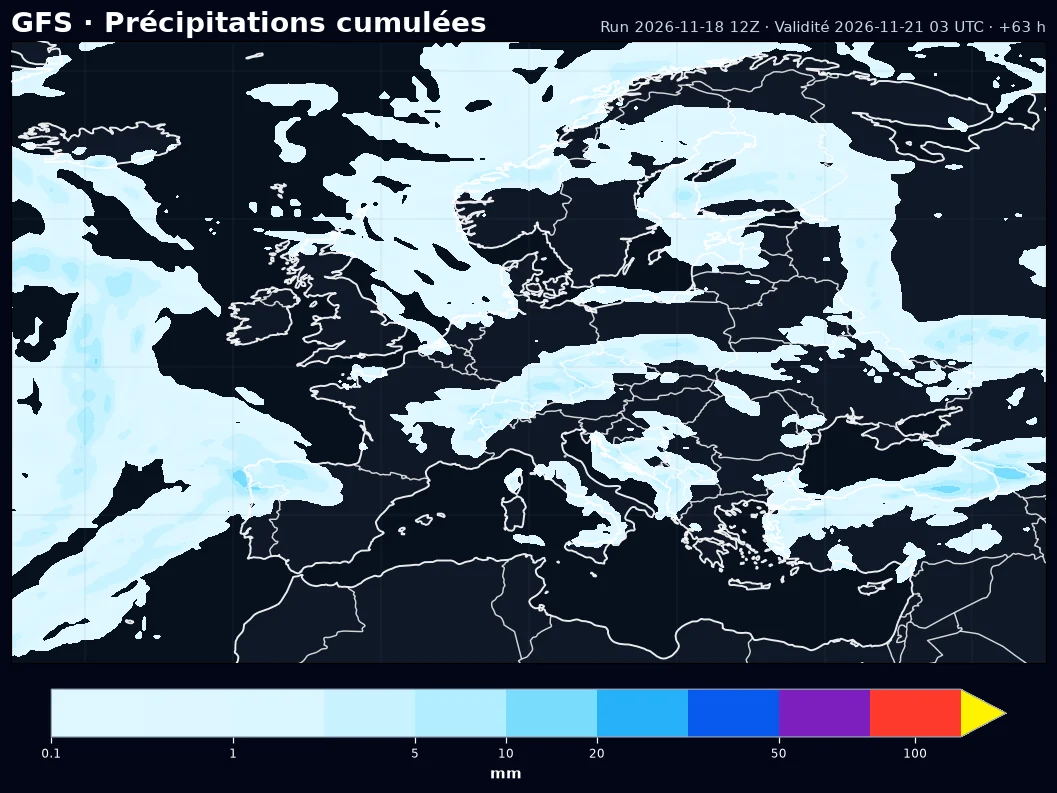 GFS · Précipitations cumulées
Run 2026-11-18 12Z · Validité 2026-11-21 03 UTC · +63 h
0.1 1 5 10 20 50 100
mm